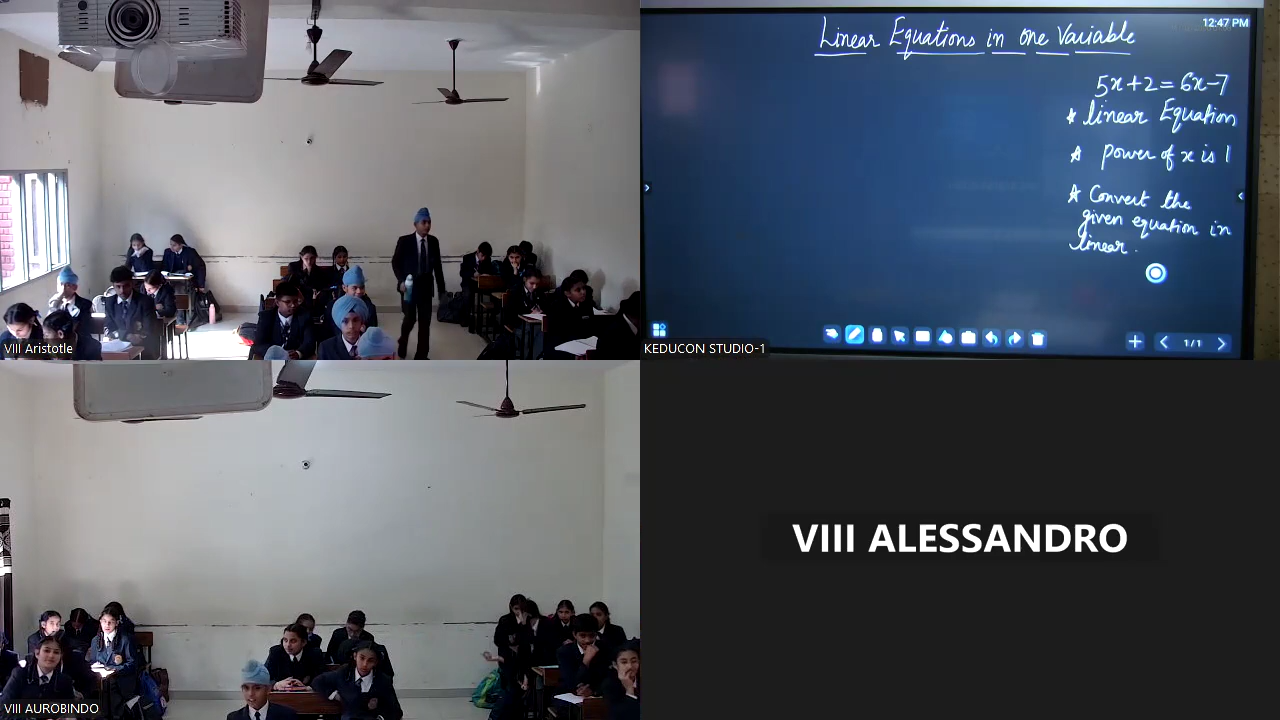 VIII Aristotle
12:47 PM
Linear Equations in one Variable
5x+2=6x-7
* linear Equation
* power of x is 1
* Convert the
given equation in
linear.
1/1
KEDUCON STUDIO-1
VIII AUROBINDO
VIII ALESSANDRO